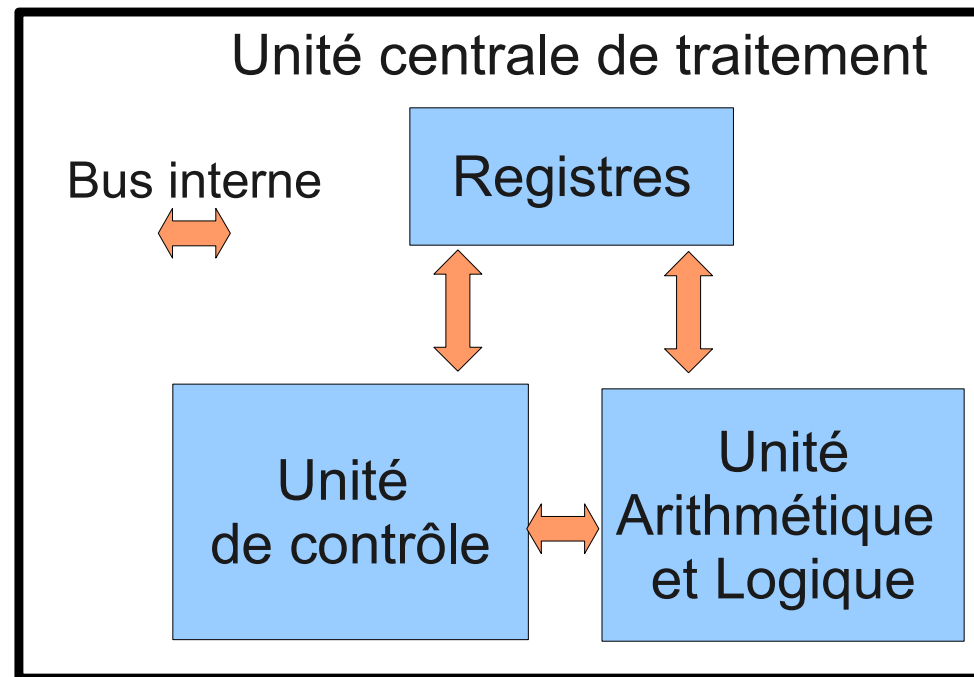 Unité centrale de traitement
Bus interne
Registres
Unité
de contrôle
Unité
Arithmétique
et Logique